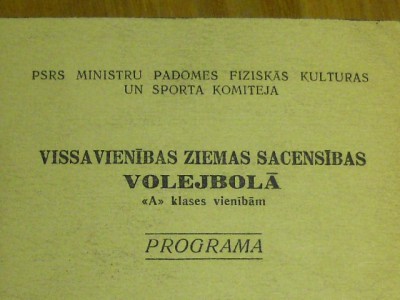 PSRS MINISTRU PADOMES FIZISKĀS KULTURAS
UN SPORTA KOMITEJA
VISSAVIENĪBAS ZIEMAS SACENSĪBAS
VOLEJBOLĀ
«A» klases vienībām
PROGRAMA